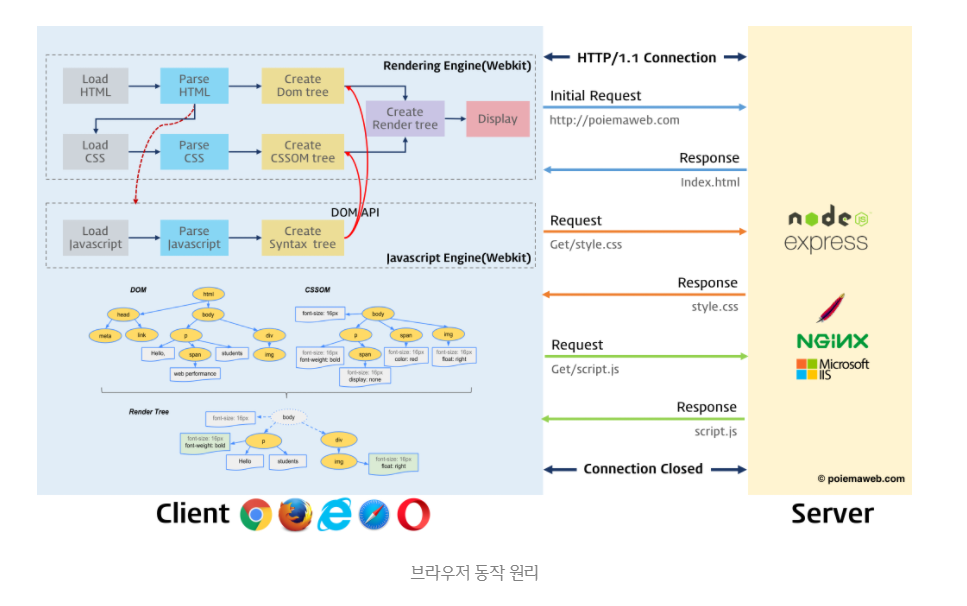 Rendering Engine(Webkit)
Load
HTML
Parse
HTML
Create
Dom tree
Create
Render tree
Display
Load
CSS
Parse
CSS
Create
CSSOM tree
DOM API
Load
Javascript
Parse
Javascript
Create
Syntax tree
Javascript Engine(Webkit)
DOM
html
head
body
meta
link
p
div
Hello,
span
students
img
web performance
CSSOM
font-size: 16px
body
p
span
img
font-size: 16px
font-weight: bold
span
font-size: 16px
color: red
font-size: 16px
float: right
font-size: 16px
display: none
Render Tree
font-size: 16px
body
font-size: 16px
font-weight: bold
p
div
Hello
students
img
font-size: 16px
float: right
HTTP/1.1 Connection
Initial Request
http://poiemaweb.com
Response
Index.html
Request
Get/style.css
Response
style.css
Request
Get/script.js
Response
script.js
Connection Closed
node
JS
express
NGINX
Microsoft
IIS
© poiemaweb.com
Client
Server
브라우저 동작 원리